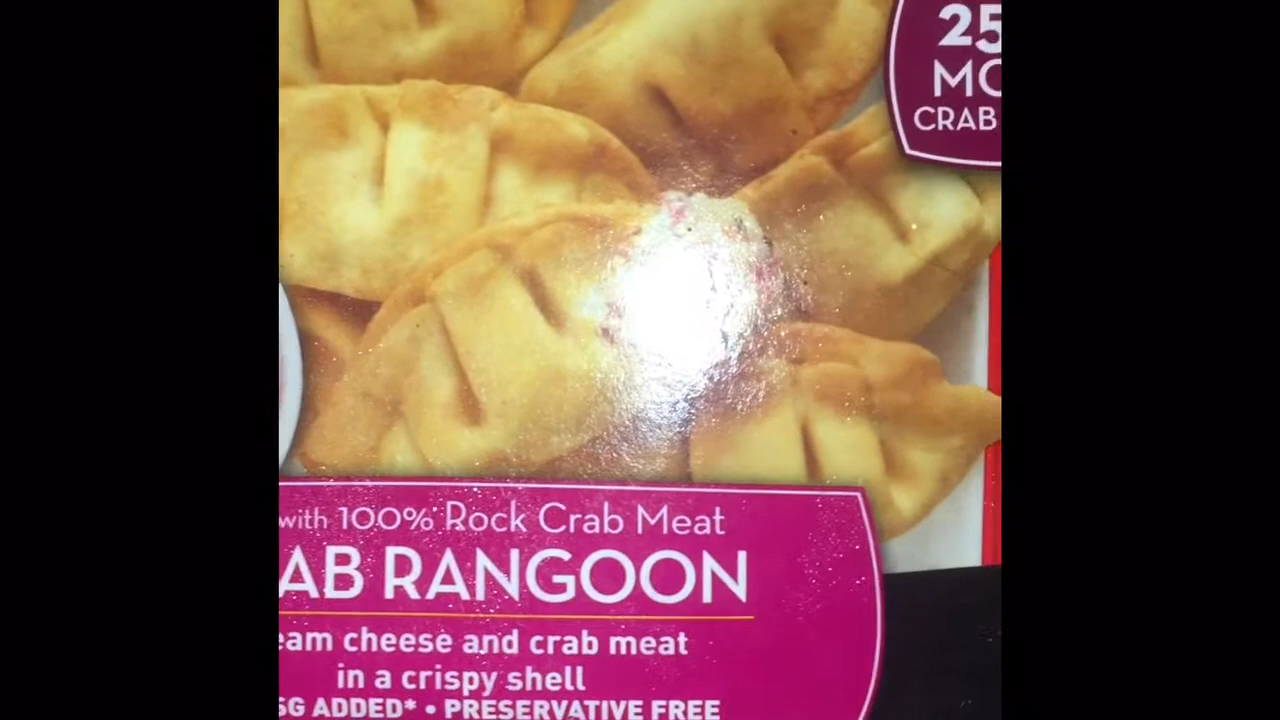 25
MO
CRAB
with 100% Rock Crab Meat
AB RANGOON
eam cheese and crab meat
in a crispy shell
SG ADDED* • PRESERVATIVE FREE